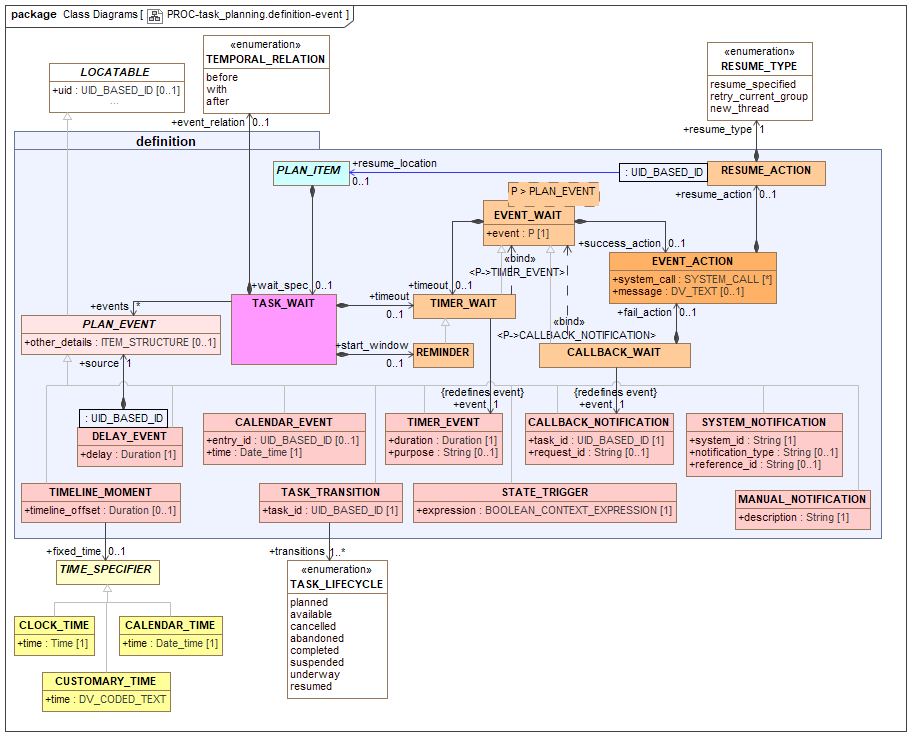 package Class Diagrams [ PROC-task_planning.definition-event ]
«enumeration»
TEMPORAL_RELATION
before
with
after
LOCATABLE
+uid : UID_BASED_ID [0..1]
...
«enumeration»
RESUME_TYPE
resume_specified
retry_current_group
new_thread
+event_relation 0..1
+resume_type 1
definition
PLAN_ITEM
+resume_location
0..1
: UID_BASED_ID
RESUME_ACTION
+resume_action 0..1
P > PLAN_EVENT
EVENT_WAIT
+event : P [1]
+success_action 0..1
«bind»
<P->TIMER_EVENT>
EVENT_ACTION
+system_call : SYSTEM_CALL [*]
+message : DV_TEXT [0..1]
+wait_spec 0..1
+timeout 0..1
+events *
TASK_WAIT
+timeout
0..1
TIMER_WAIT
+fail_action 0..1
«bind»
<P->CALLBACK_NOTIFICATION>
PLAN_EVENT
+other_details : ITEM_STRUCTURE [0..1]
+start_window
0..1
REMINDER
CALLBACK_WAIT
+source 1
{redefines event}
+event 1
{redefines event}
+event 1
: UID_BASED_ID
DELAY_EVENT
+delay : Duration [1]
CALENDAR_EVENT
+entry_id : UID_BASED_ID [0..1]
+time : Date_time [1]
TIMER_EVENT
+duration : Duration [1]
+purpose : String [0..1]
CALLBACK_NOTIFICATION
+task_id : UID_BASED_ID [1]
+request_id : String [0..1]
SYSTEM_NOTIFICATION
+system_id : String [1]
+notification_type : String [0..1]
+reference_id : String [0..1]
TIMELINE_MOMENT
+timeline_offset : Duration [0..1]
TASK_TRANSITION
+task_id : UID_BASED_ID [1]
STATE_TRIGGER
+expression : BOOLEAN_CONTEXT_EXPRESSION [1]
MANUAL_NOTIFICATION
+description : String [1]
+fixed_time 0..1
+transitions 1..*
TIME_SPECIFIER
«enumeration»
TASK_LIFECYCLE
planned
available
cancelled
abandoned
completed
suspended
underway
resumed
CLOCK_TIME
+time : Time [1]
CALENDAR_TIME
+time : Date_time [1]
CUSTOMARY_TIME
+time : DV_CODED_TEXT